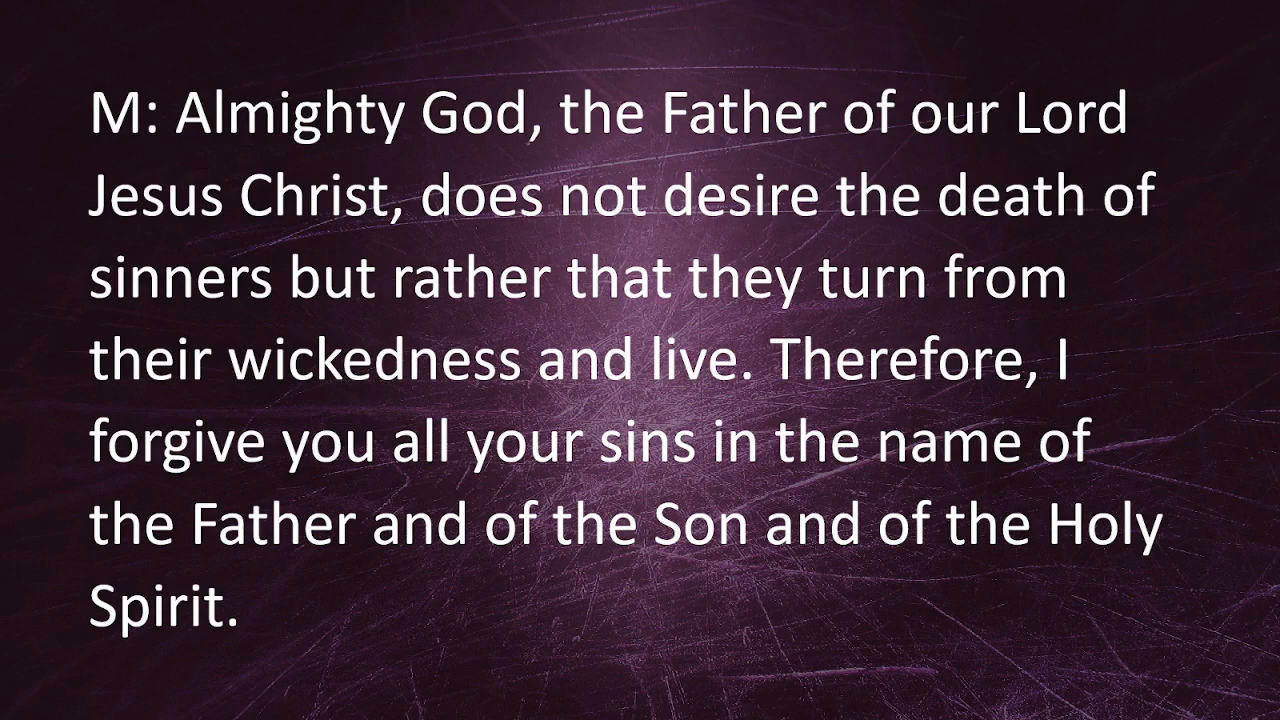 M: Almighty God, the Father of our Lord
Jesus Christ, does not desire the death of
sinners but rather that they turn from
their wickedness and live. Therefore, I
forgive you all your sins in the name of
the Father and of the Son and of the Holy
Spirit.